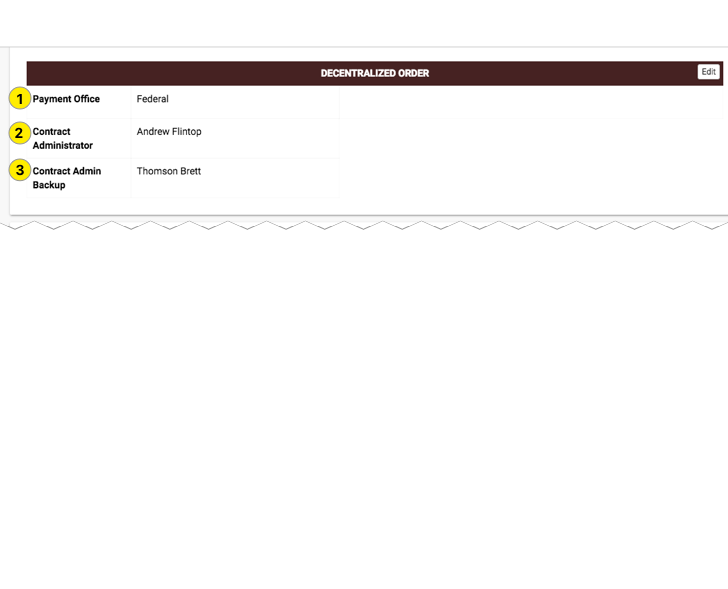 DECENTRALIZED ORDER Edit
1 Payment Office Federal
2 Contract Andrew Flintop
Administrator
3 Contract Admin Thomson Brett
Backup